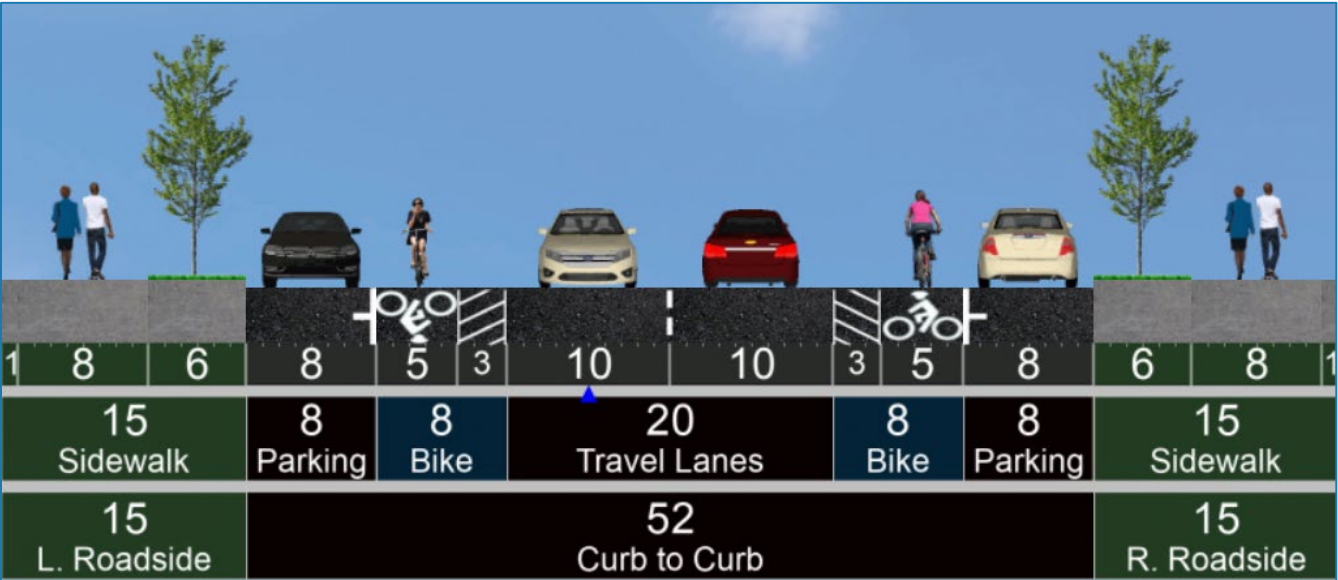 1 8 6 8 5 3 10 10 3 5 8 6 8 1
15 8 8 20 8 8 15
Sidewalk Parking Bike Travel Lanes Bike Parking Sidewalk
15 52 15
L. Roadside Curb to Curb R. Roadside